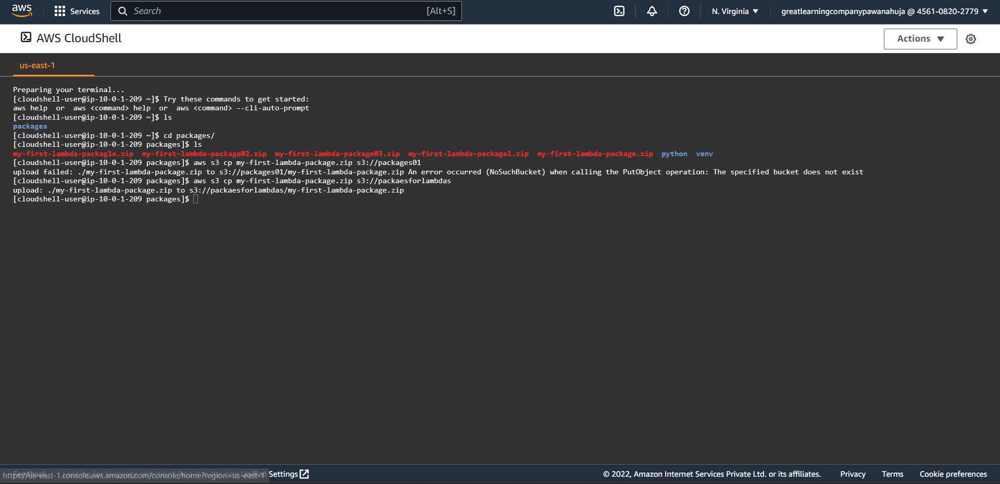 aws Services Search [Alt+S] N. Virginia ▼ greatlearningcompanypawanahuja @ 4561-0820-2779 ▼
AWS CloudShell Actions ▼
us-east-1
Preparing your terminal...
[cloudshell-user@ip-10-0-1-209 ~]$ Try these commands to get started:
aws help  or  aws <command> help  or  aws <command> --cli-auto-prompt
[cloudshell-user@ip-10-0-1-209 ~]$ ls
packages
[cloudshell-user@ip-10-0-1-209 ~]$ cd packages/
[cloudshell-user@ip-10-0-1-209 packages]$ ls
my-first-lambda-packag1e.zip  my-first-lambda-package02.zip  my-first-lambda-package03.zip  my-first-lambda-package1.zip  my-first-lambda-package.zip  python  venv
[cloudshell-user@ip-10-0-1-209 packages]$ aws s3 cp my-first-lambda-package.zip s3://packages01
upload failed: ./my-first-lambda-package.zip to s3://packages01/my-first-lambda-package.zip An error occurred (NoSuchBucket) when calling the PutObject operation: The specified bucket does not exist
[cloudshell-user@ip-10-0-1-209 packages]$ aws s3 cp my-first-lambda-package.zip s3://packaesforlambdas
upload: ./my-first-lambda-package.zip to s3://packaesforlambdas/my-first-lambda-package.zip
[cloudshell-user@ip-10-0-1-209 packages]$
Feedback Looking for language selection? Find it in the new Unified Settings © 2022, Amazon Internet Services Private Ltd. or its affiliates. Privacy Terms Cookie preferences
https://us-east-1.console.aws.amazon.com/console/home?region=us-east-1